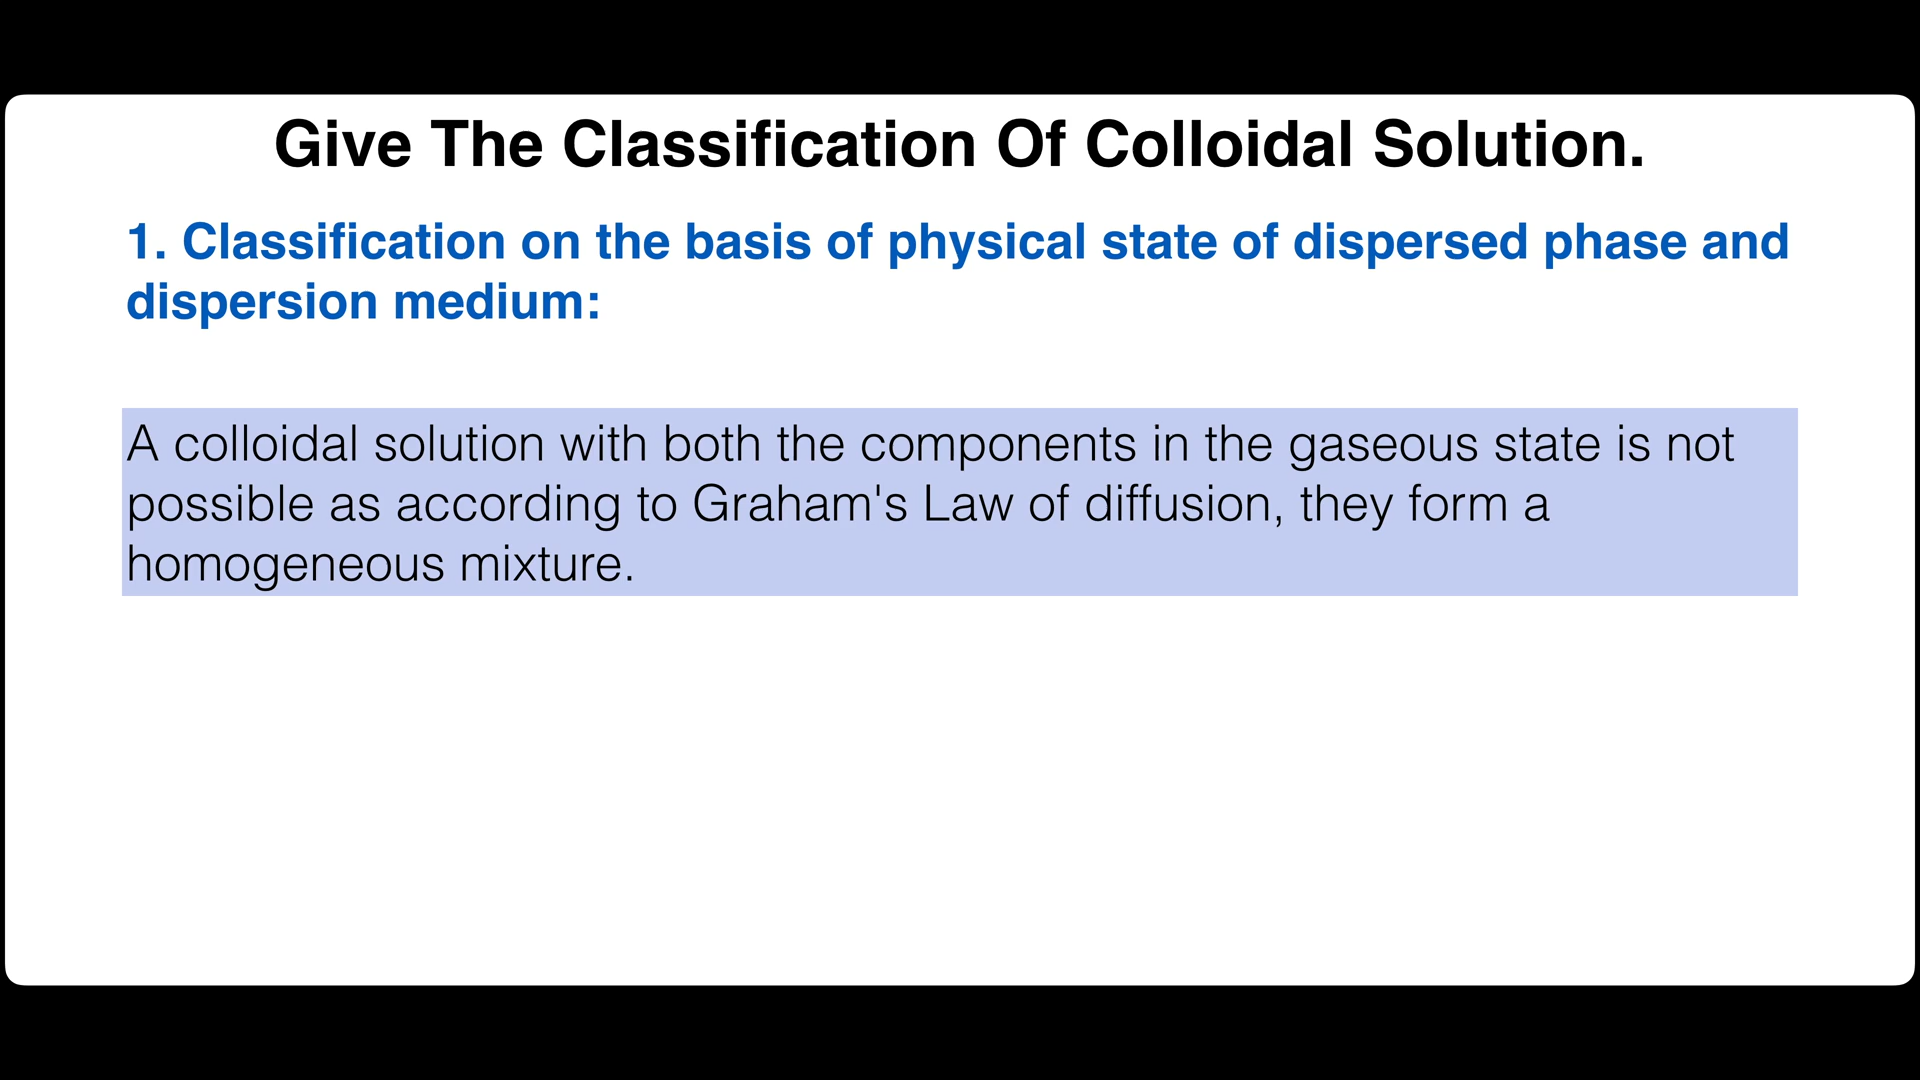 Give The Classification Of Colloidal Solution.
1. Classification on the basis of physical state of dispersed phase and
dispersion medium:
A colloidal solution with both the components in the gaseous state is not
possible as according to Graham's Law of diffusion, they form a
homogeneous mixture.